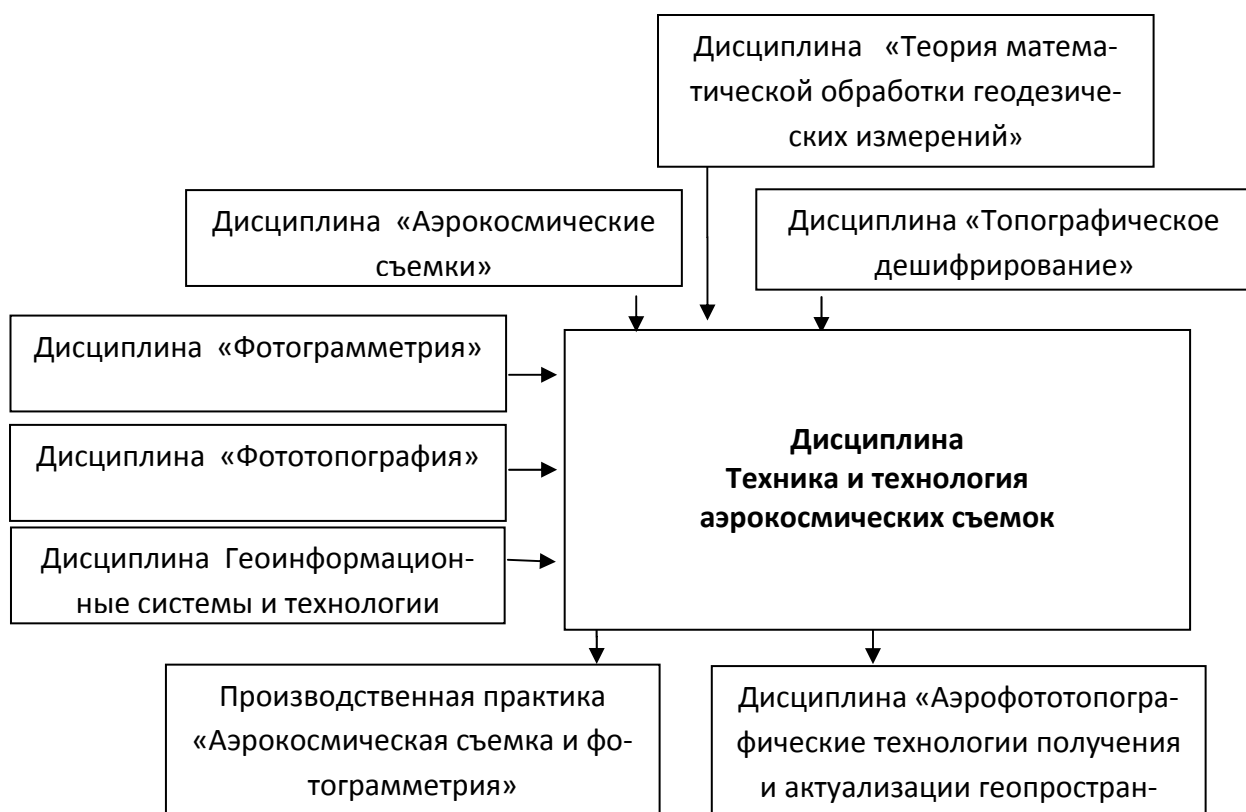 Дисциплина «Теория матема-
тической обработки геодезиче-
ских измерений»
Дисциплина «Аэрокосмические
съемки»
Дисциплина «Топографическое
дешифрирование»
Дисциплина «Фотограмметрия»
Дисциплина «Фототопография»
Дисциплина Геоинформацион-
ные системы и технологии
Дисциплина
Техника и технология
аэрокосмических съемок
Производственная практика
«Аэрокосмическая съемка и фо-
тограмметрия»
Дисциплина «Аэрофототопогра-
фические технологии получения
и актуализации геопростран-